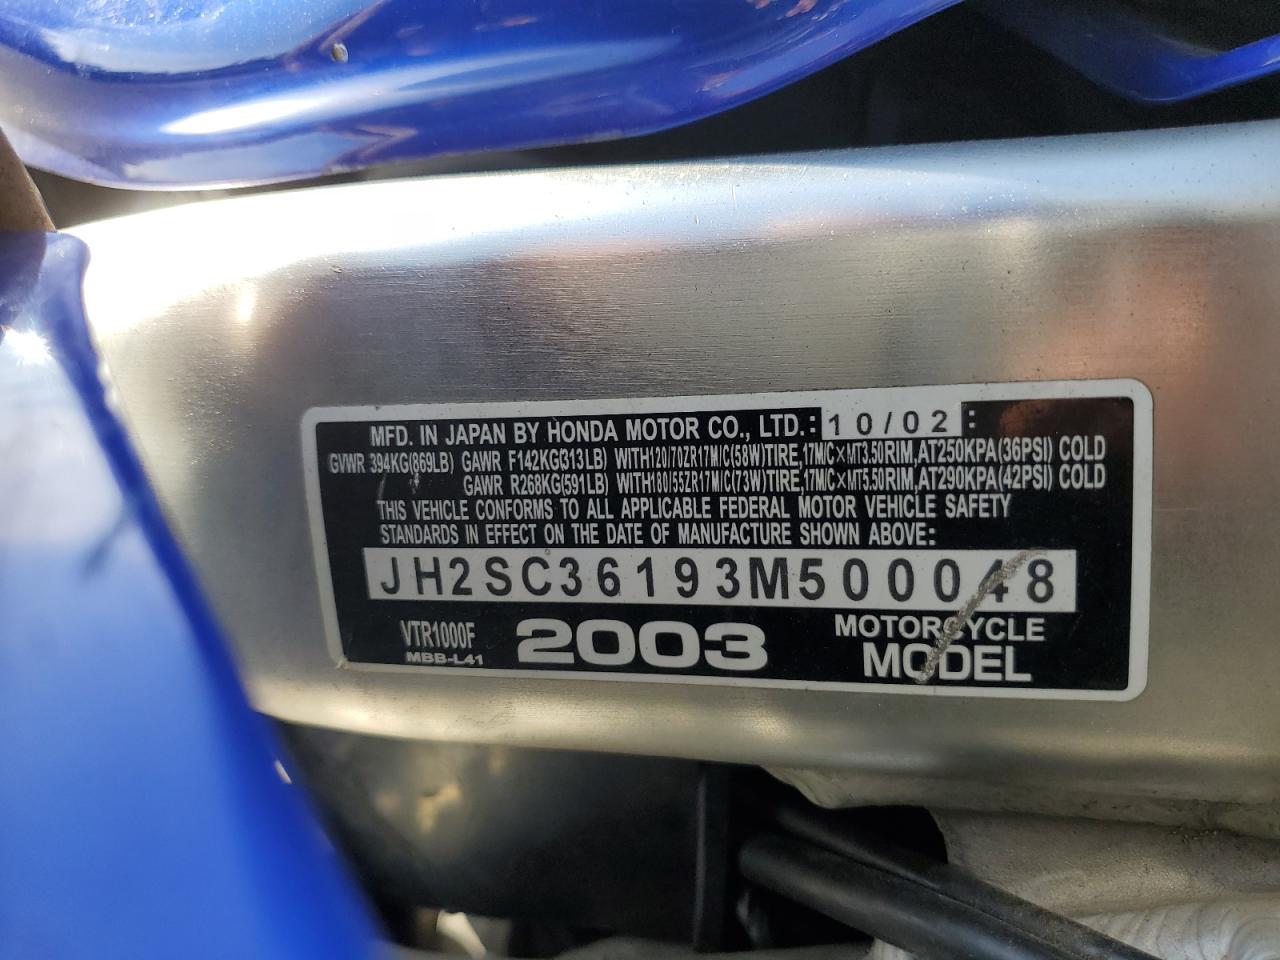 MFD. IN JAPAN BY HONDA MOTOR CO., LTD.: 10/02 :
GVWR 394KG(869LB) GAWR F142KG(313LB) WITH120/70ZR17M/C(58W)TIRE,17M/C×MT3.50RIM,AT250KPA(36PSI) COLD
GAWR R268KG(591LB) WITH180/55ZR17M/C(73W)TIRE,17M/C×MT5.50RIM,AT290KPA(42PSI) COLD
THIS VEHICLE CONFORMS TO ALL APPLICABLE FEDERAL MOTOR VEHICLE SAFETY
STANDARDS IN EFFECT ON THE DATE OF MANUFACTURE SHOWN ABOVE:
JH2SC36193M500048
VTR1000F
MBB-L41
2003
MOTORCYCLE
MODEL